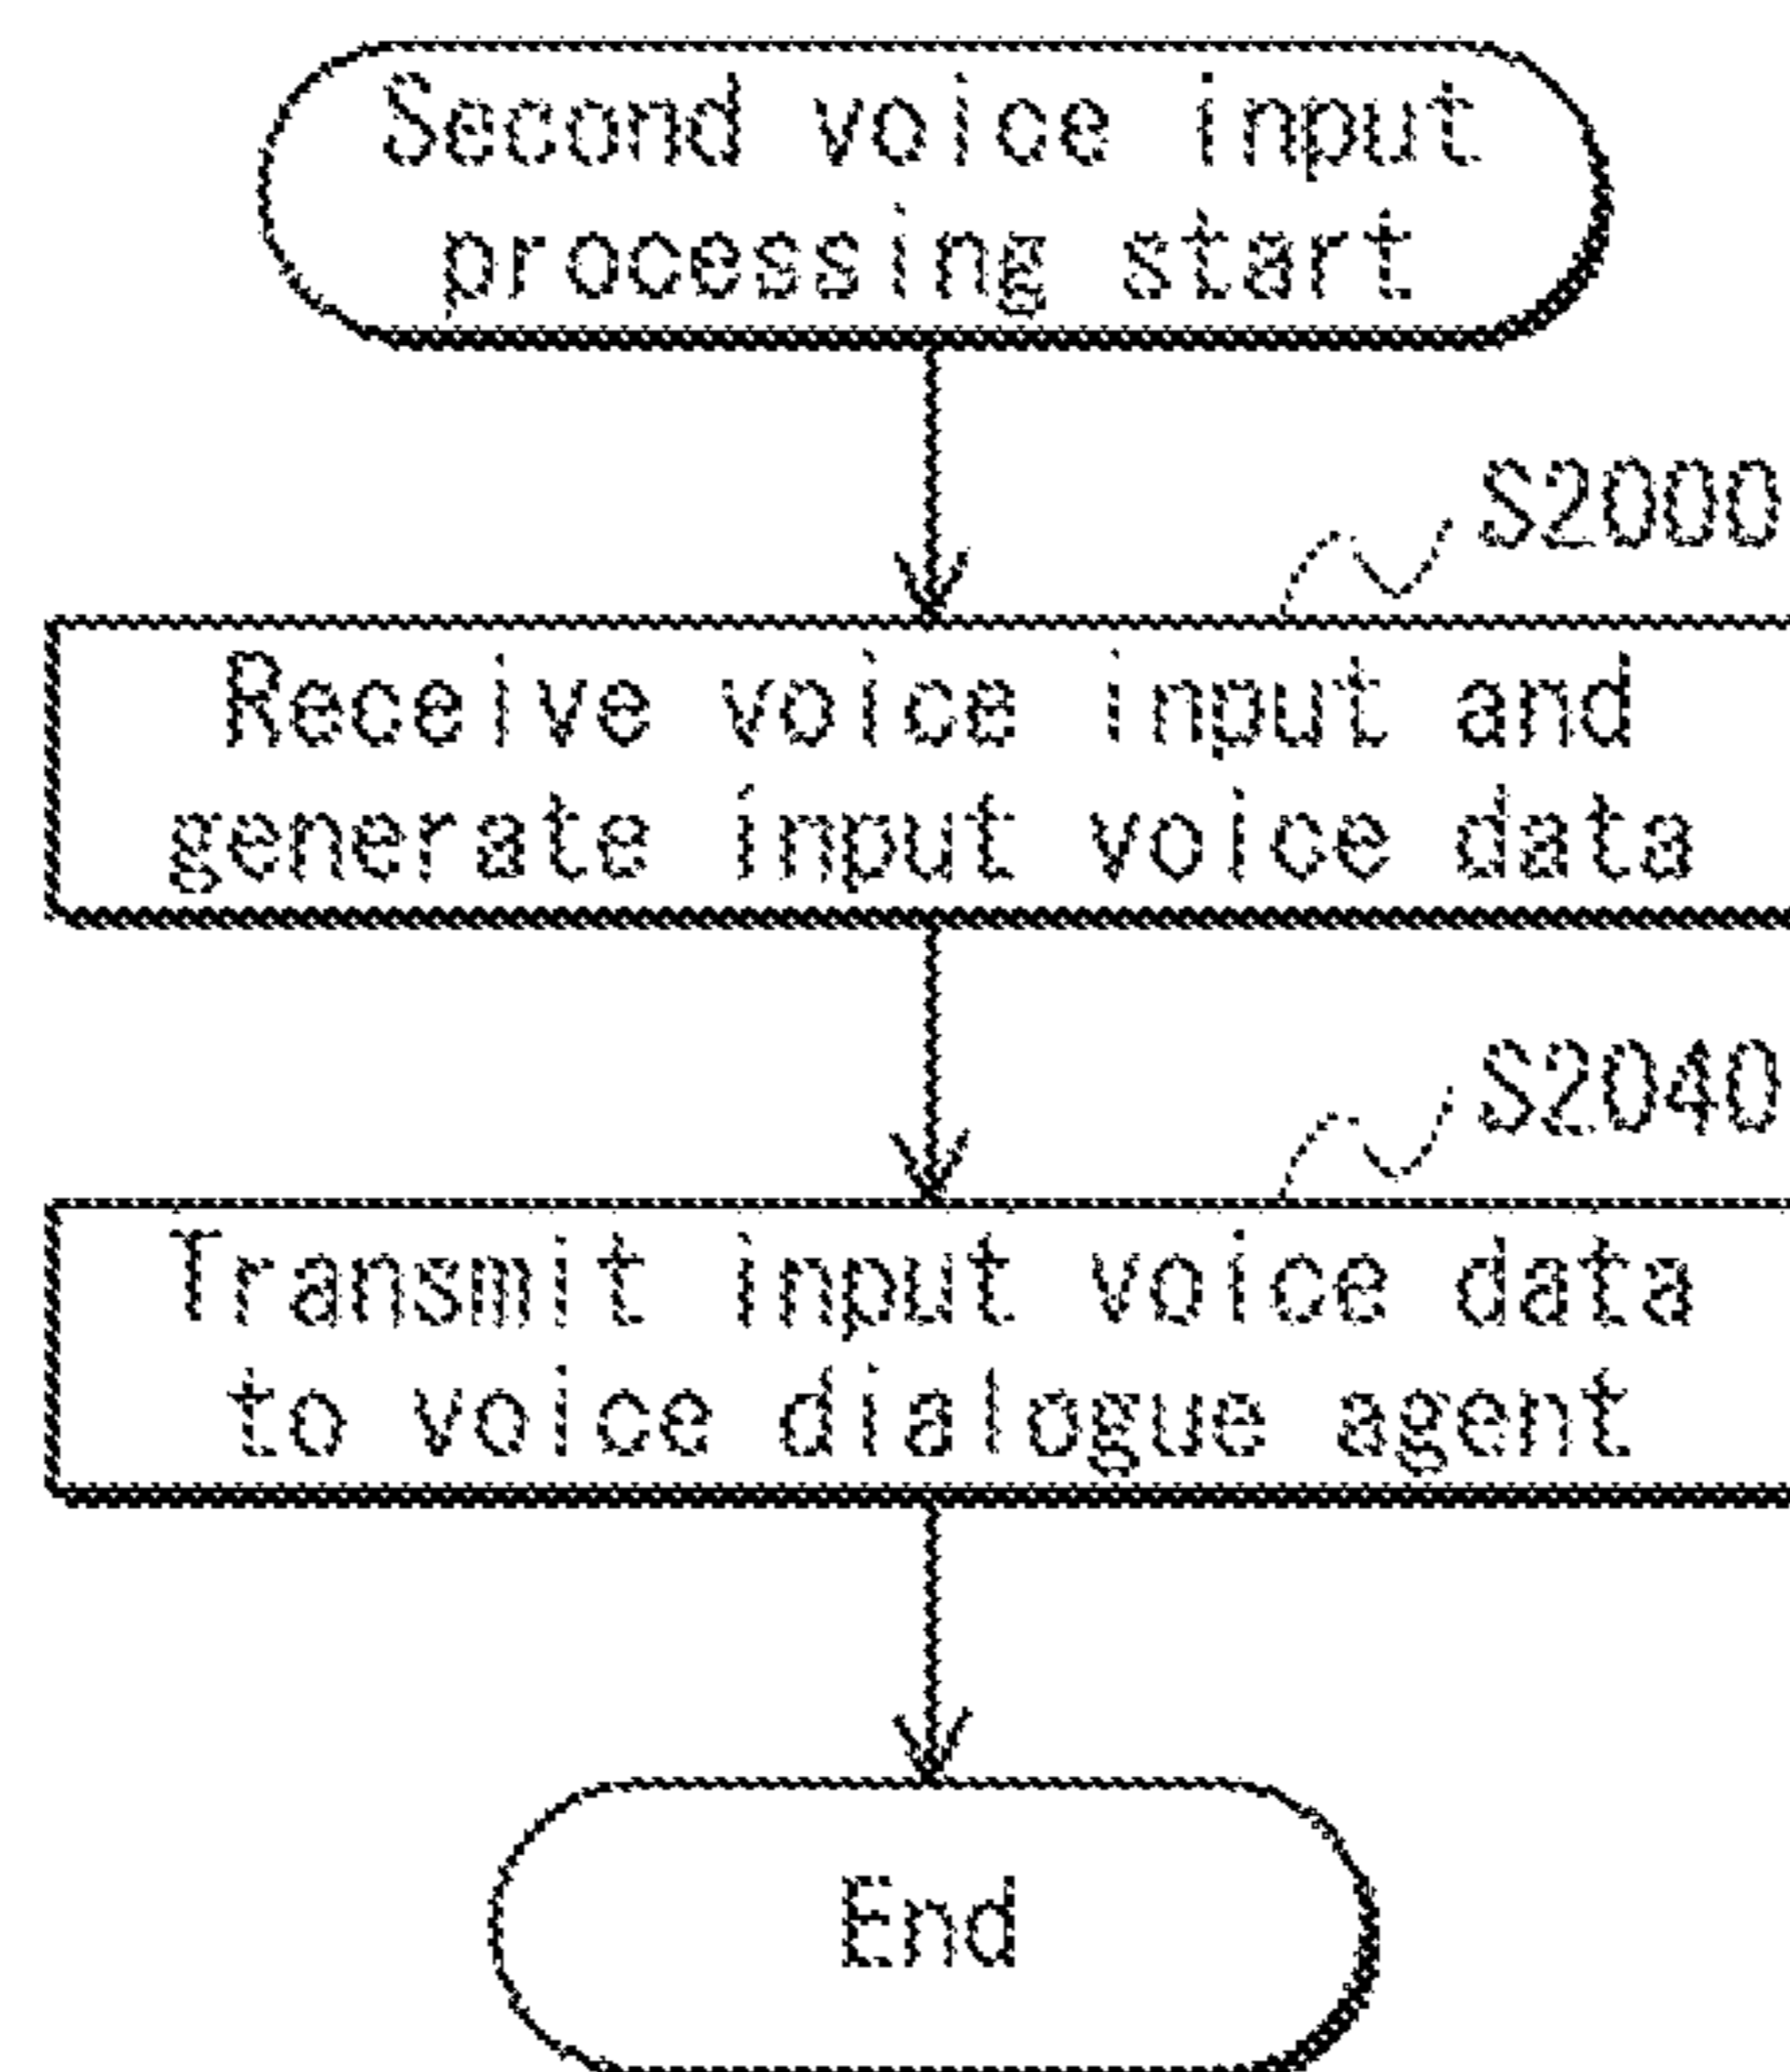 Second voice input
processing start
S2000
Receive voice input and
generate input voice data
S2040
Transmit input voice data
to voice dialogue agent
End